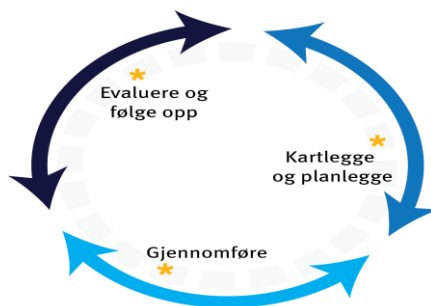 Evaluere og
følge opp
Kartlegge
og planlegge
Gjennomføre